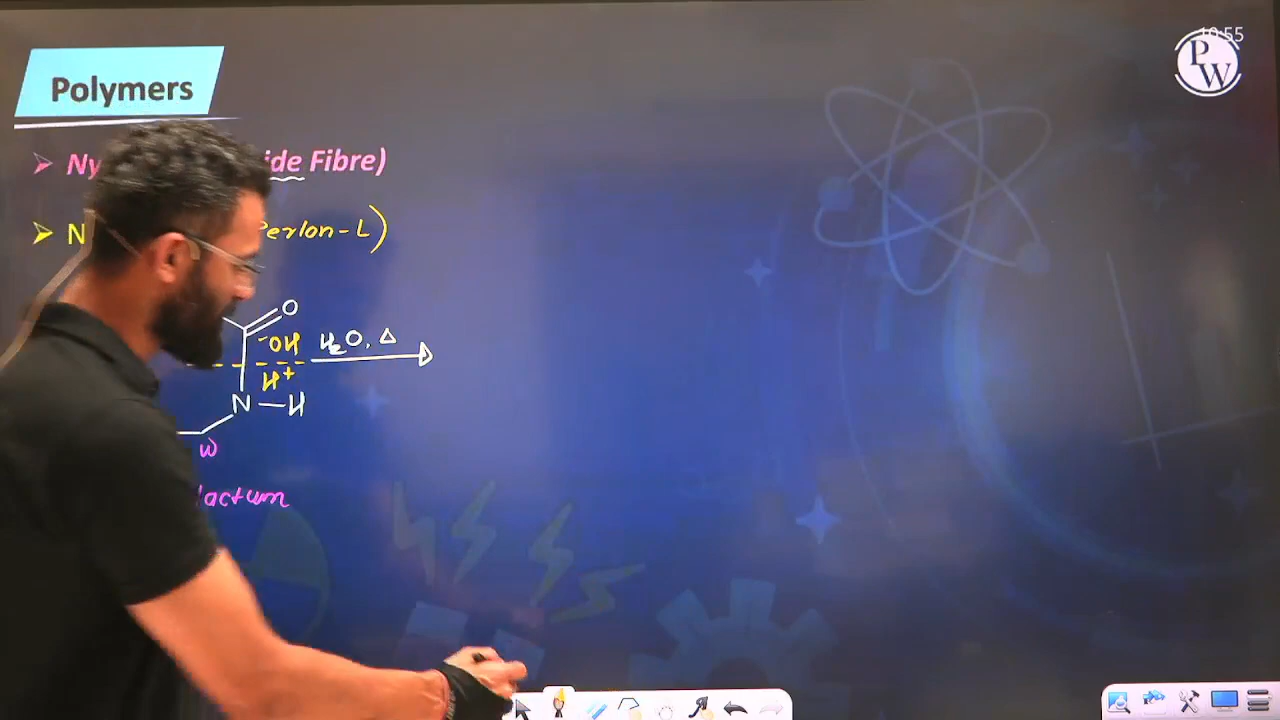 10:55
PW
Polymers
➤ Ny ide Fibre)
➤ N Perlon-L)
O
-OH H₂O, Δ
H+
N-H
w
lactum